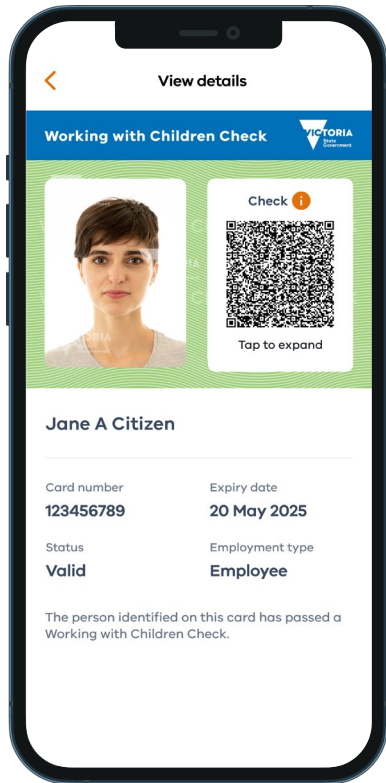 View details
Working with Children Check
VICTORIA
State
Government
Check i
Tap to expand
Jane A Citizen
Card number
Expiry date
123456789
20 May 2025
Status
Employment type
Valid
Employee
The person identified on this card has passed a
Working with Children Check.